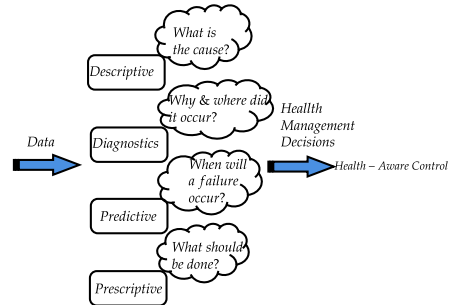 What is
the cause?
Descriptive
Why & where did
it occur?
Diagnostics
Data
Heallth
Management
Decisions
Health – Aware Control
When will
a failure
occur?
Predictive
What should
be done?
Prescriptive